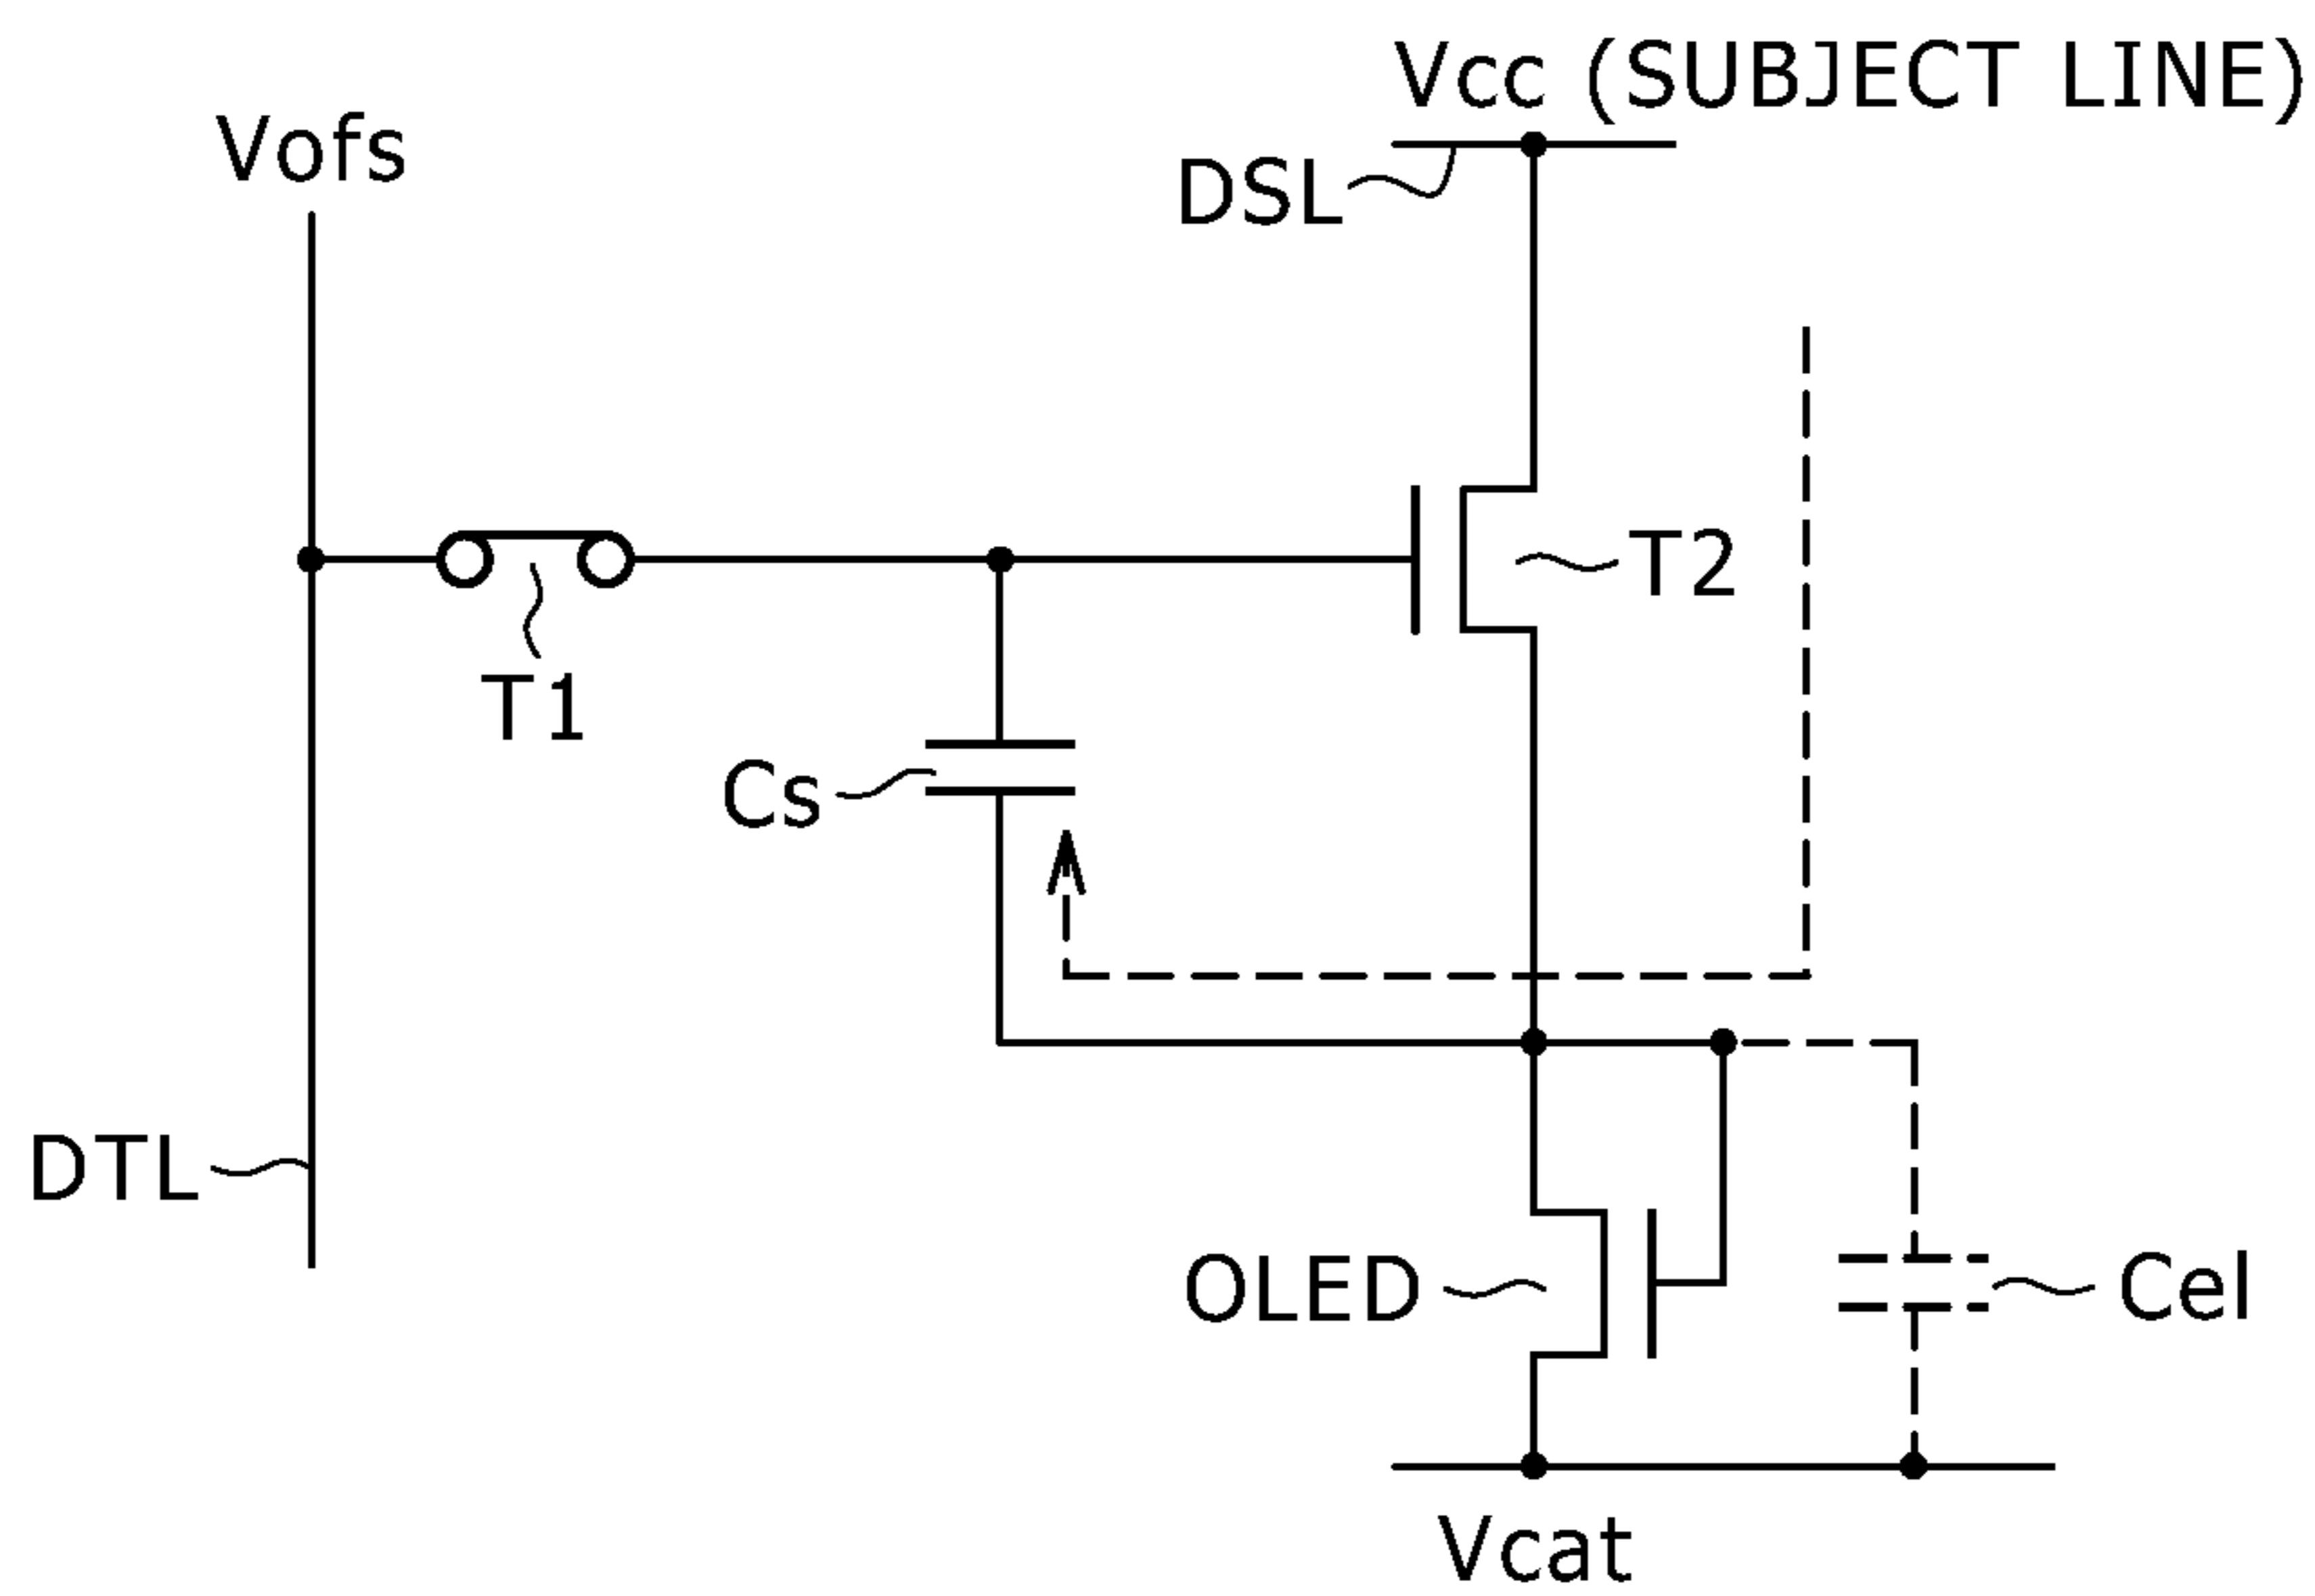 Vcc (SUBJECT LINE)
Vofs
DSL
T2
T1
Cs
DTL
OLED
Cel
Vcat